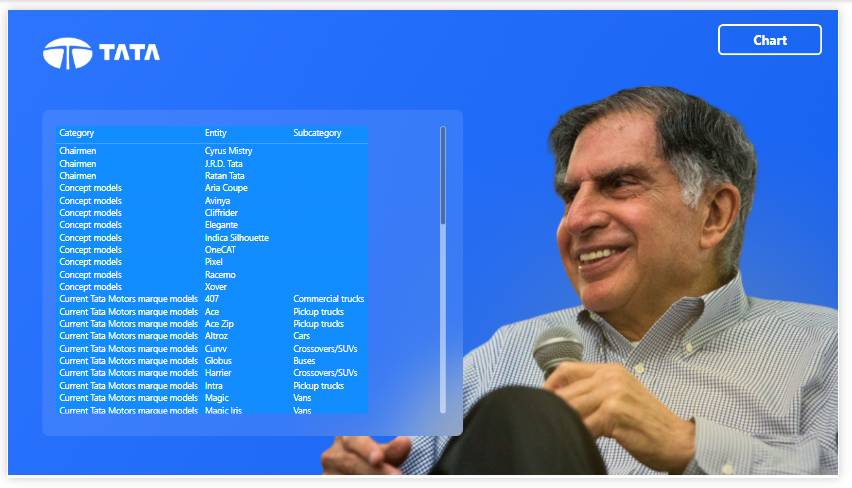 TATA
Chart
Category Entity Subcategory
Chairmen Cyrus Mistry
Chairmen J.R.D. Tata
Chairmen Ratan Tata
Concept models Aria Coupe
Concept models Avinya
Concept models Cliffrider
Concept models Elegante
Concept models Indica Silhouette
Concept models OneCAT
Concept models Pixel
Concept models Racemo
Concept models Xover
Current Tata Motors marque models 407 Commercial trucks
Current Tata Motors marque models Ace Pickup trucks
Current Tata Motors marque models Ace Zip Pickup trucks
Current Tata Motors marque models Altroz Cars
Current Tata Motors marque models Curvv Crossovers/SUVs
Current Tata Motors marque models Globus Buses
Current Tata Motors marque models Harrier Crossovers/SUVs
Current Tata Motors marque models Intra Pickup trucks
Current Tata Motors marque models Magic Vans
Current Tata Motors marque models Magic Iris Vans